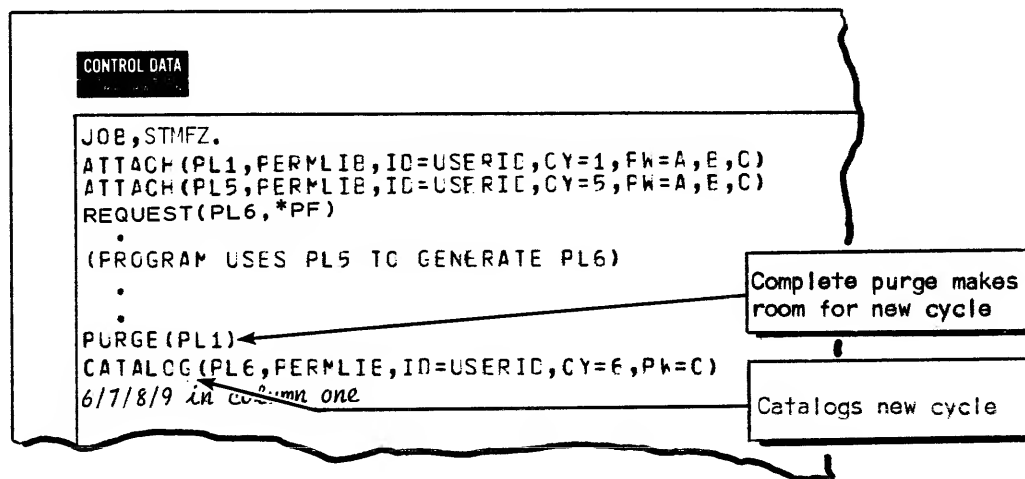 CONTROL DATA
JOB,STMFZ.
ATTACH(PL1,PERMLIB,ID=USERID,CY=1,PW=A,B,C)
ATTACH(PL5,PERMLIB,ID=USERID,CY=5,PW=A,B,C)
REQUEST(PL6,*PF)
.
(PROGRAM USES PL5 TO GENERATE PL6)
.
.
PURGE(PL1)
CATALOG(PL6,PERMLIB,ID=USERID,CY=6,PW=C)
6/7/8/9 in column one
Complete purge makes
room for new cycle
Catalogs new cycle